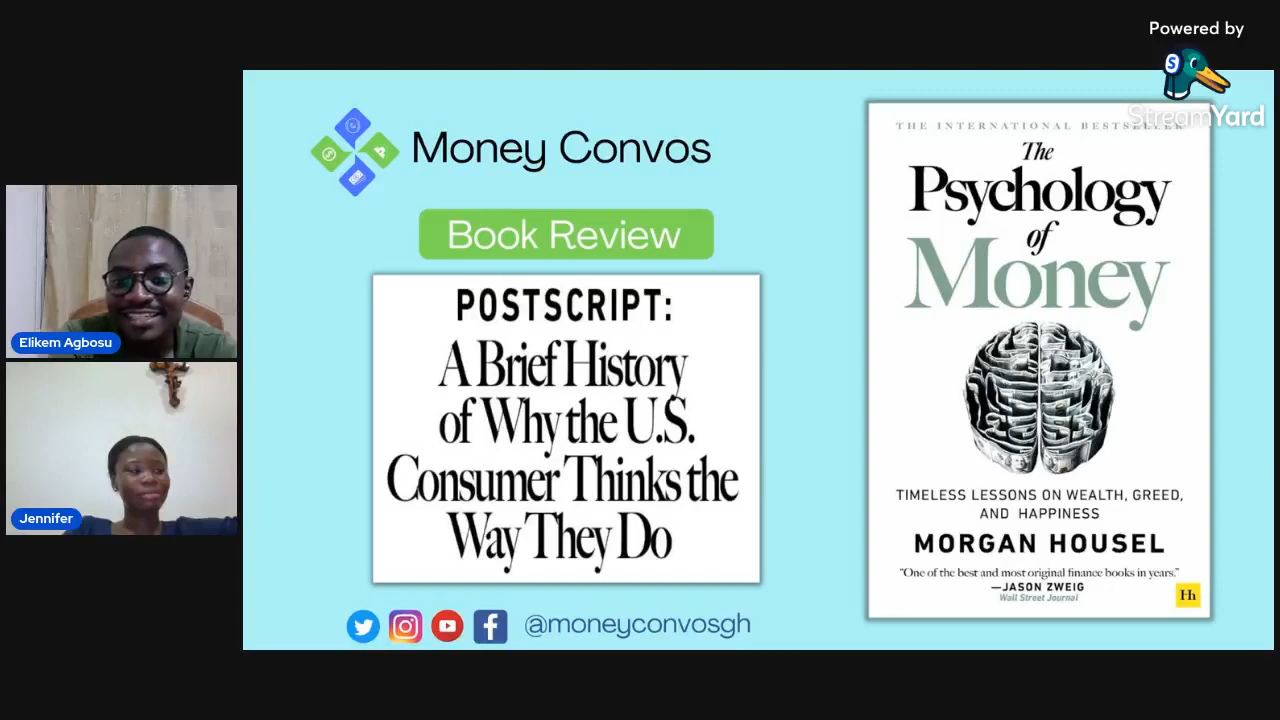 Powered by
StreamYard
Money Convos
Book Review
POSTSCRIPT:
A Brief History
of Why the U.S.
Consumer Thinks the
Way They Do
@moneyconvosgh
THE INTERNATIONAL BESTSELLER
The
Psychology
of
Money
TIMELESS LESSONS ON WEALTH, GREED,
AND HAPPINESS
MORGAN HOUSEL
“One of the best and most original finance books in years.”
—JASON ZWEIG
Wall Street Journal
Hh
Elikem Agbosu
Jennifer